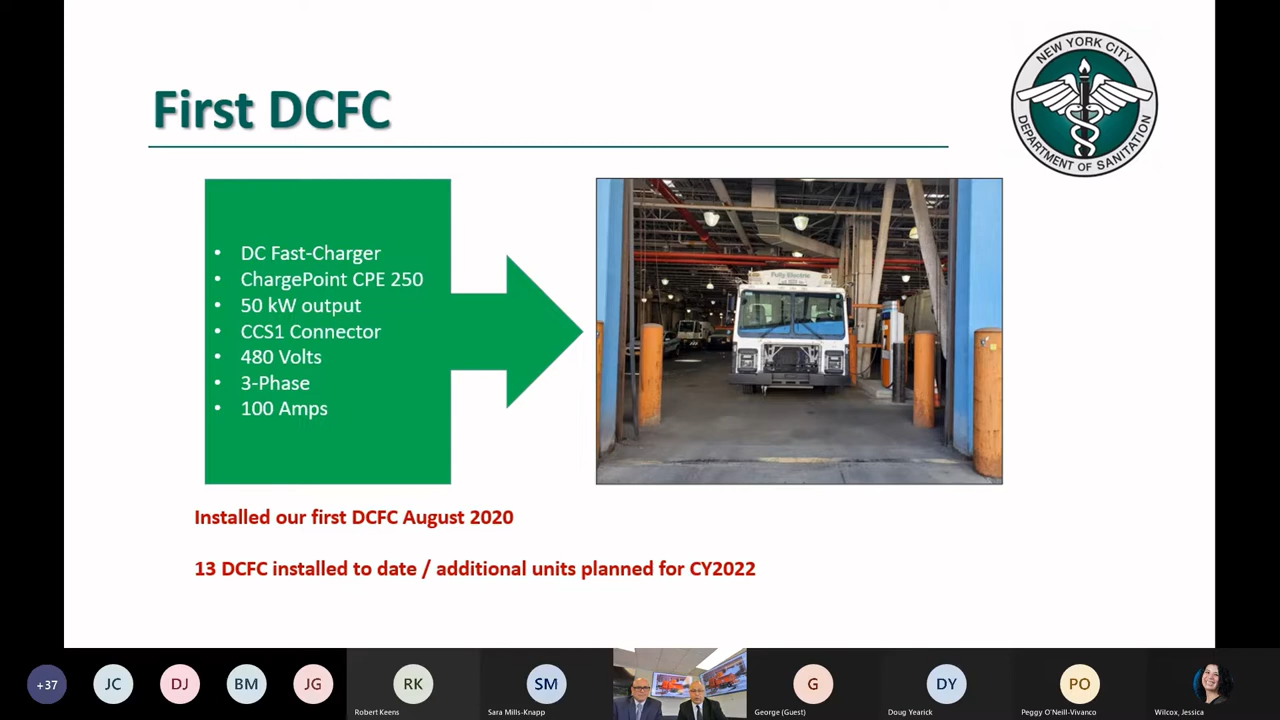 First DCFC
NEW YORK CITY
DEPARTMENT OF SANITATION
• DC Fast-Charger
• ChargePoint CPE 250
• 50 kW output
• CCS1 Connector
• 480 Volts
• 3-Phase
• 100 Amps
Fully Electric
Installed our first DCFC August 2020
13 DCFC installed to date / additional units planned for CY2022
+37
JC
DJ
BM
JG
RK
SM
G
DY
PO
Robert Keens
Sara Mills-Knapp
George (Guest)
Doug Yearick
Peggy O'Neill-Vivanco
Wilcox, Jessica